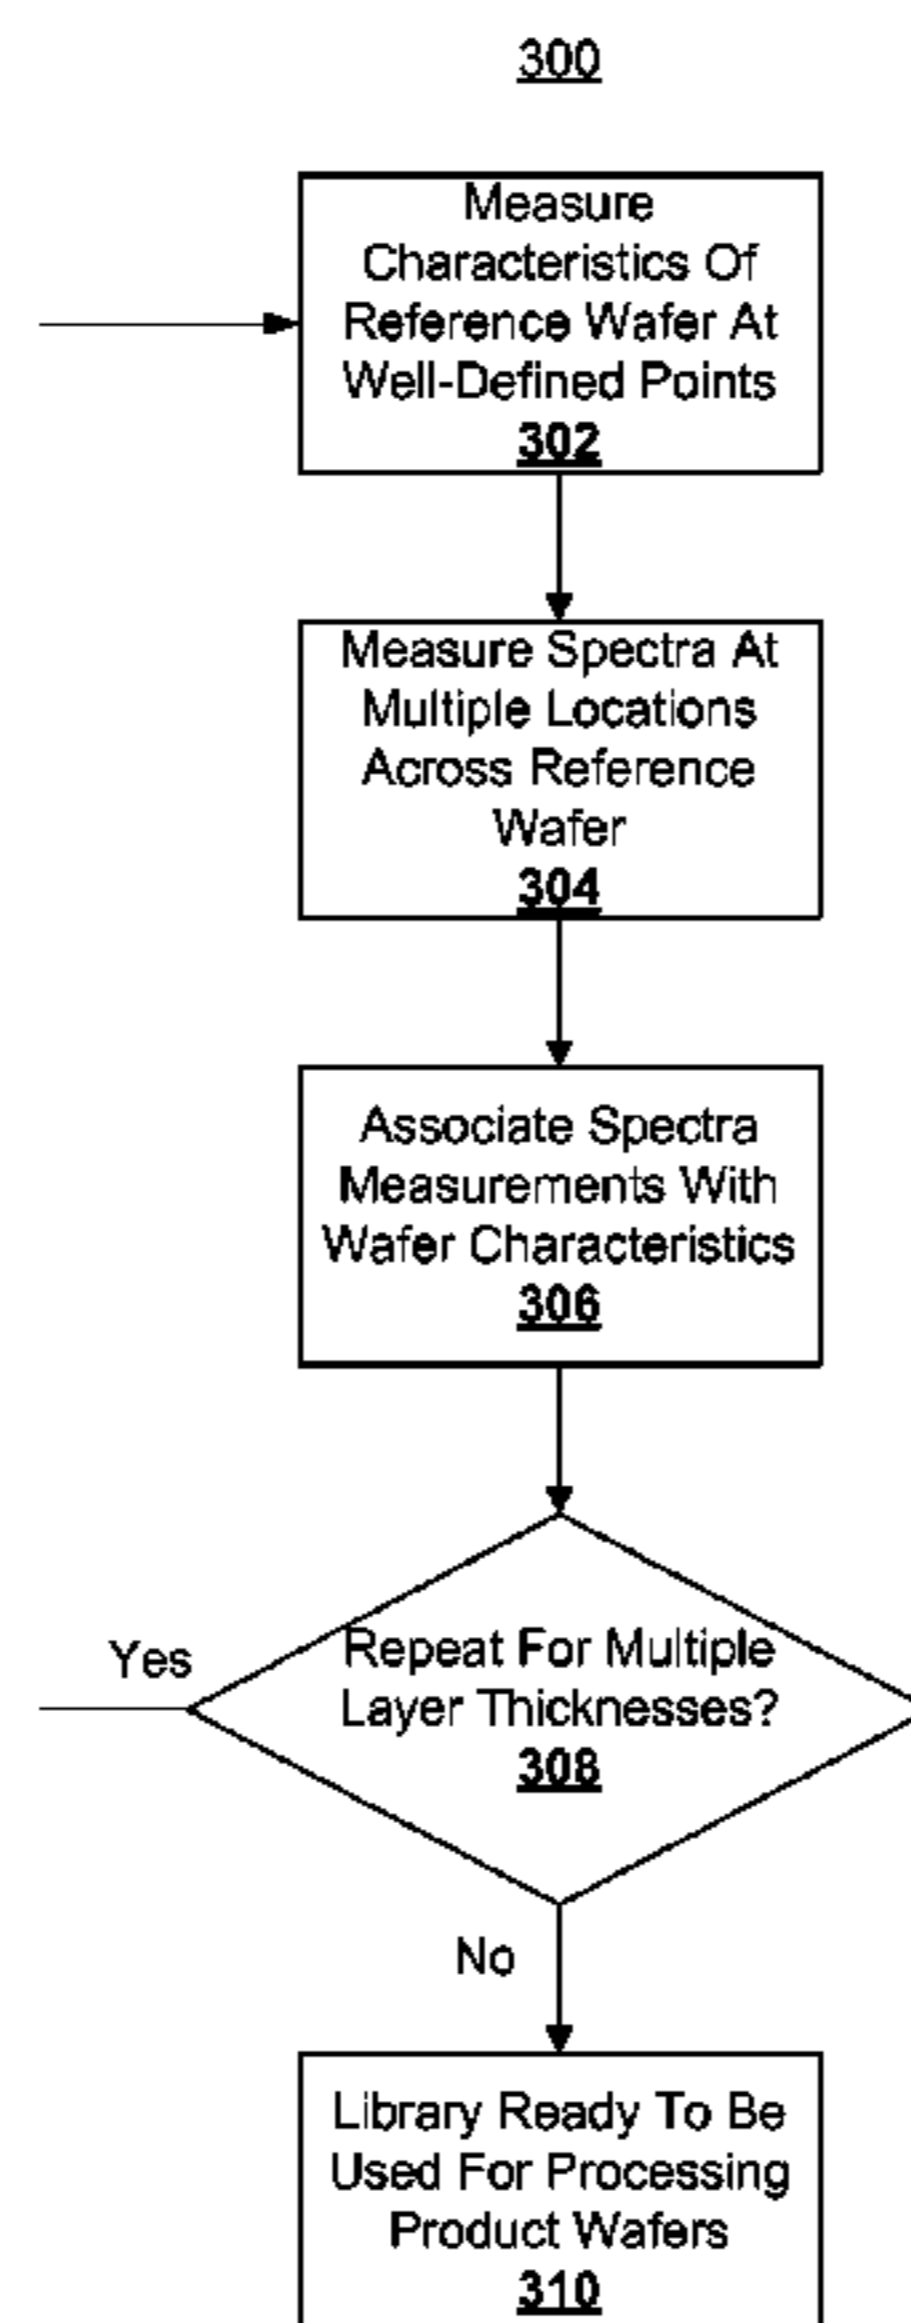 300
Measure
Characteristics Of
Reference Wafer At
Well-Defined Points
302
Measure Spectra At
Multiple Locations
Across Reference
Wafer
304
Associate Spectra
Measurements With
Wafer Characteristics
306
Yes
Repeat For Multiple
Layer Thicknesses?
308
No
Library Ready To Be
Used For Processing
Product Wafers
310